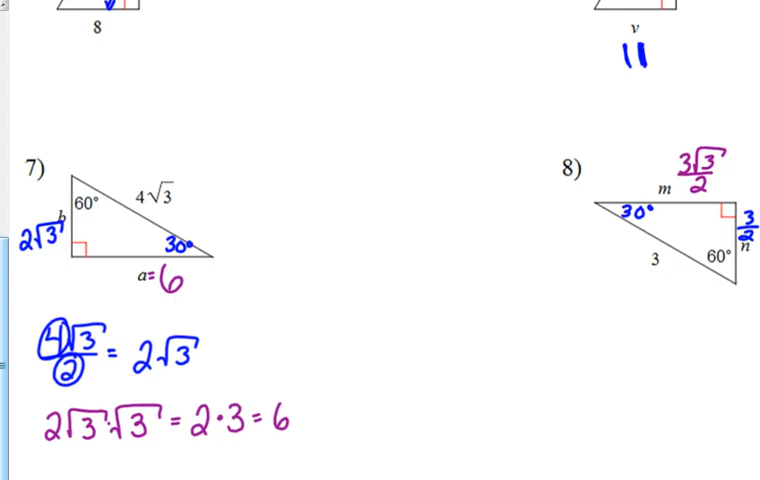 8
v
11
7)
60°
4√3
b
2√3
30°
a=6
4√3/2 = 2√3
2√3·√3 = 2·3 = 6
8)
3√3/2
m
30°
3/2
n
60°
3